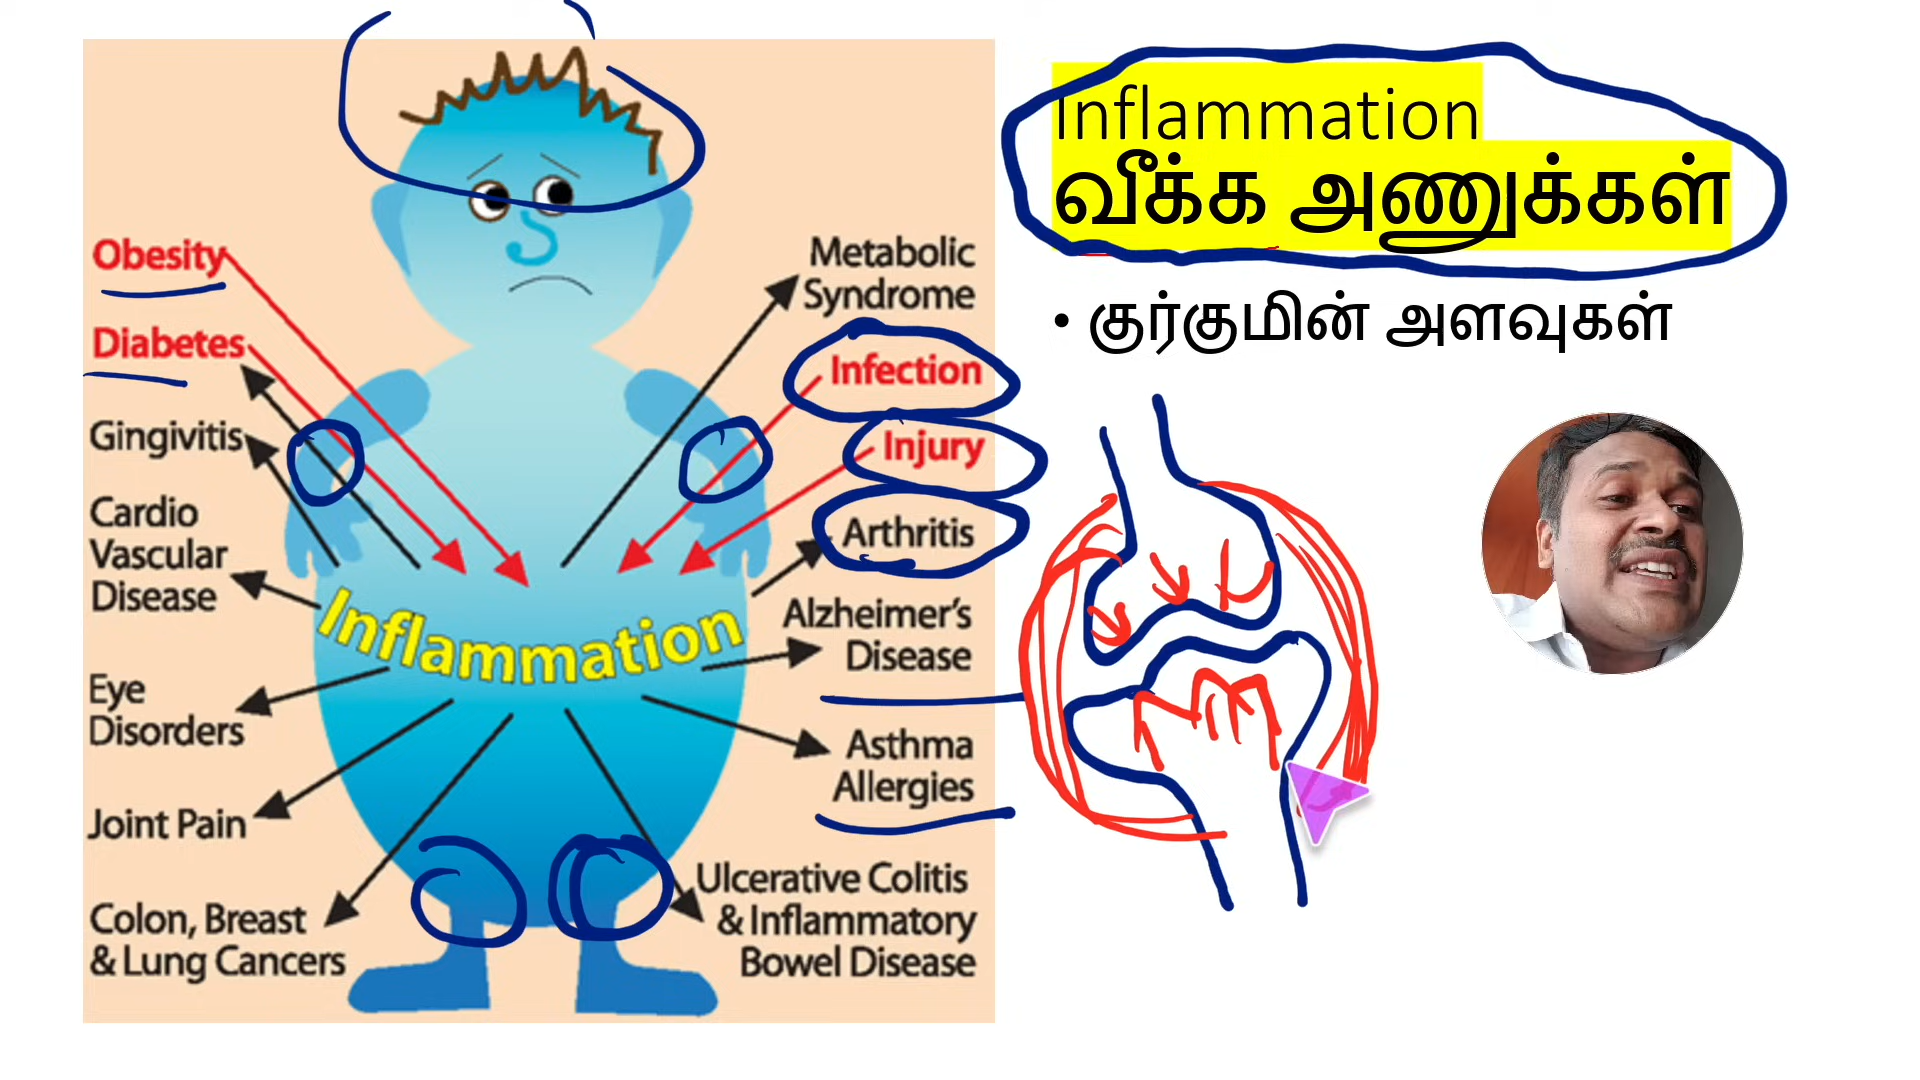 Inflammation
வீக்க அணுக்கள்
• குர்குமின் அளவுகள்
Obesity
Diabetes
Gingivitis
Cardio
Vascular
Disease
Eye
Disorders
Joint Pain
Colon, Breast
& Lung Cancers
Inflammation
Metabolic
Syndrome
Infection
Injury
Arthritis
Alzheimer's
Disease
Asthma
Allergies
Ulcerative Colitis
& Inflammatory
Bowel Disease